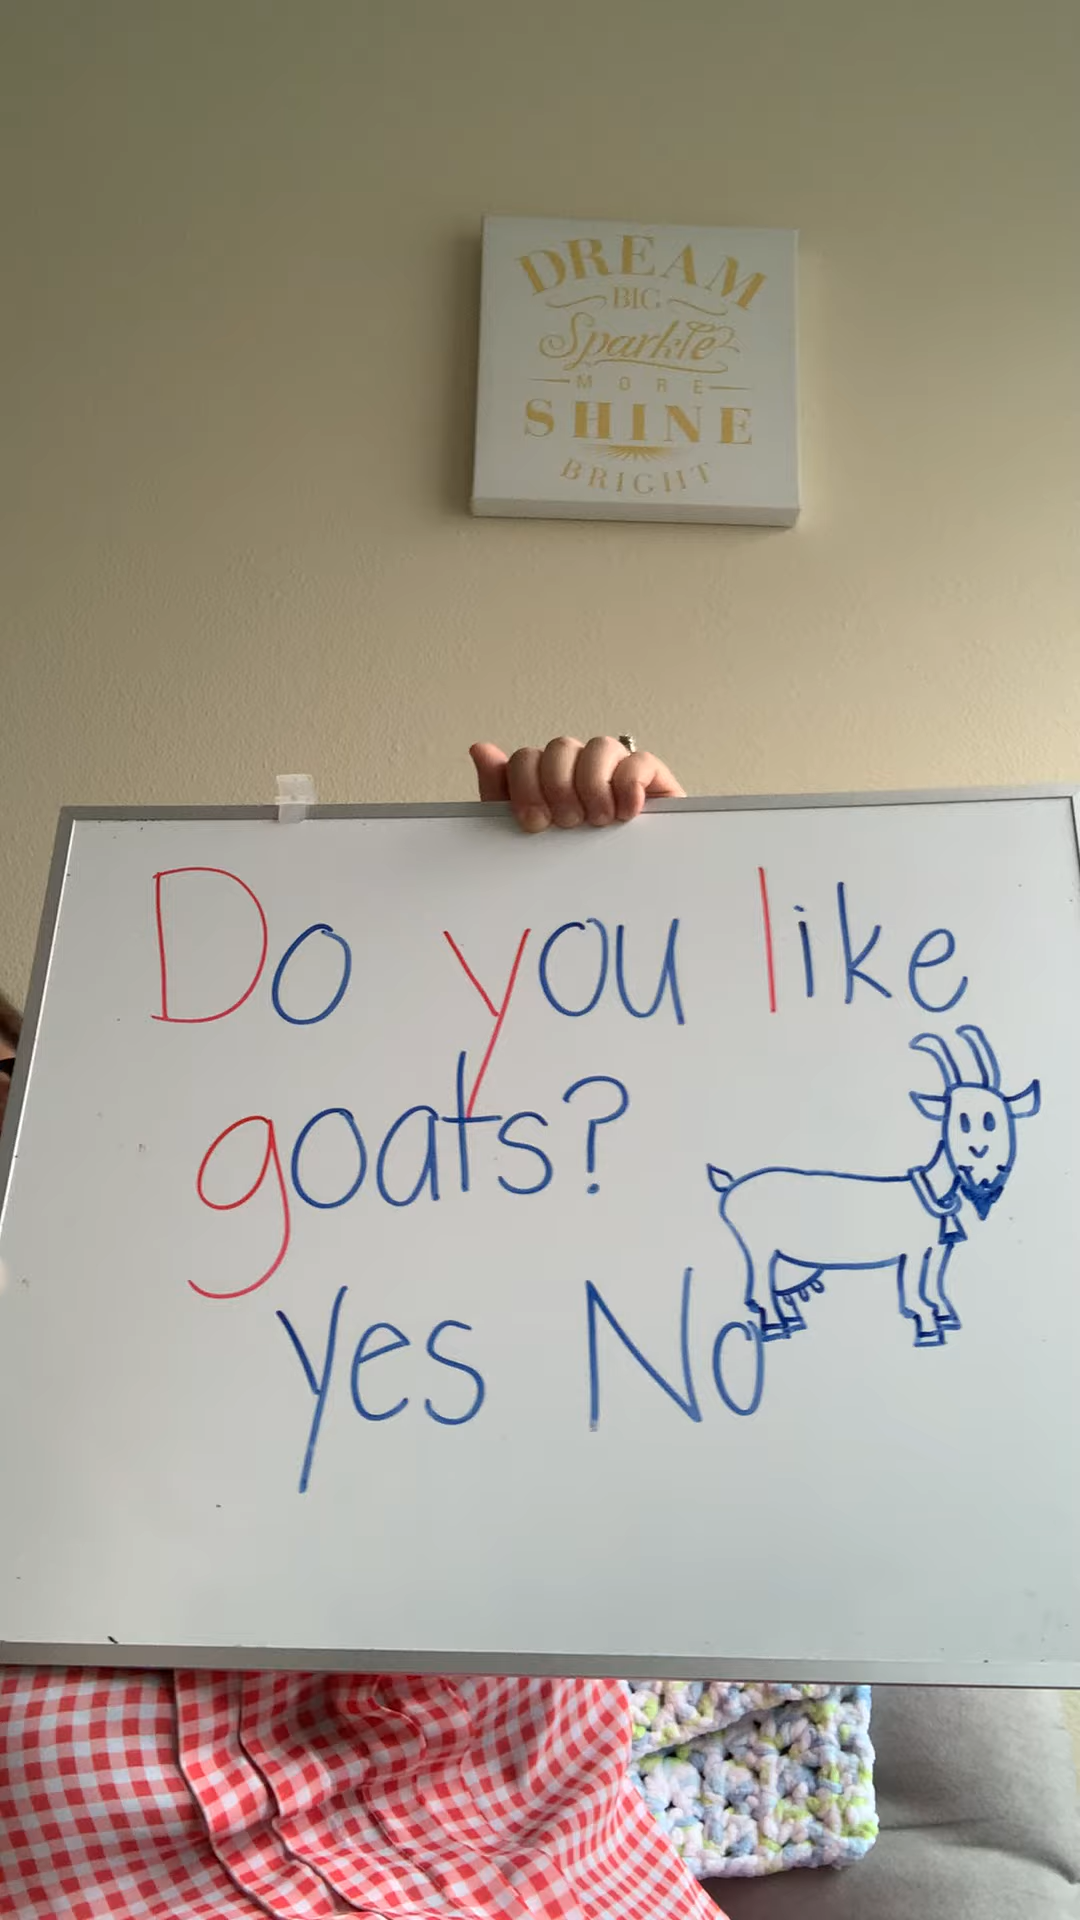 DREAM
BIG
Sparkle
MORE
SHINE
BRIGHT
Do you like
goats?
yes No